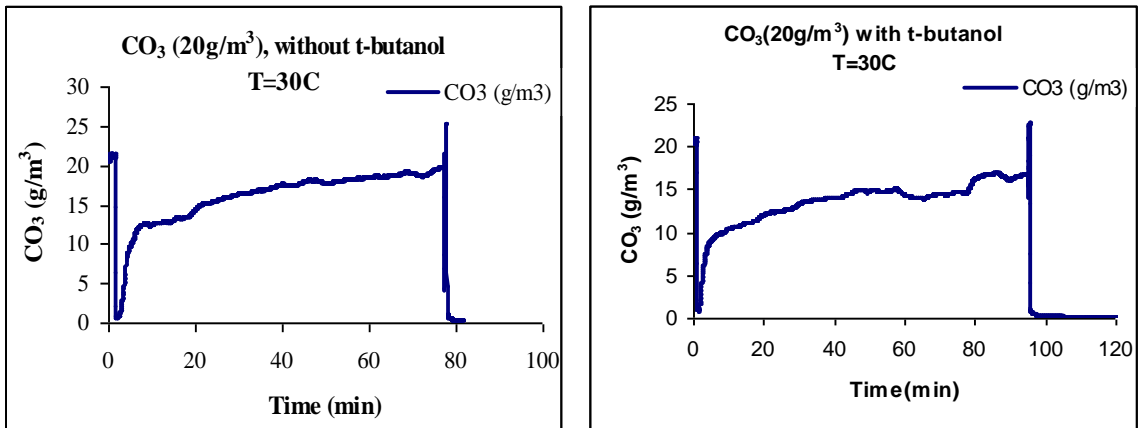 CO₃ (20g/m³), without t-butanol
T=30C
CO3 (g/m3)
30
25
20
15
10
5
0
CO₃ (g/m³)
0 20 40 60 80 100
Time (min)
CO₃(20g/m³) with t-butanol
T=30C
CO3 (g/m3)
25
20
15
10
5
0
CO₃ (g/m³)
0 20 40 60 80 100 120
Time(min)